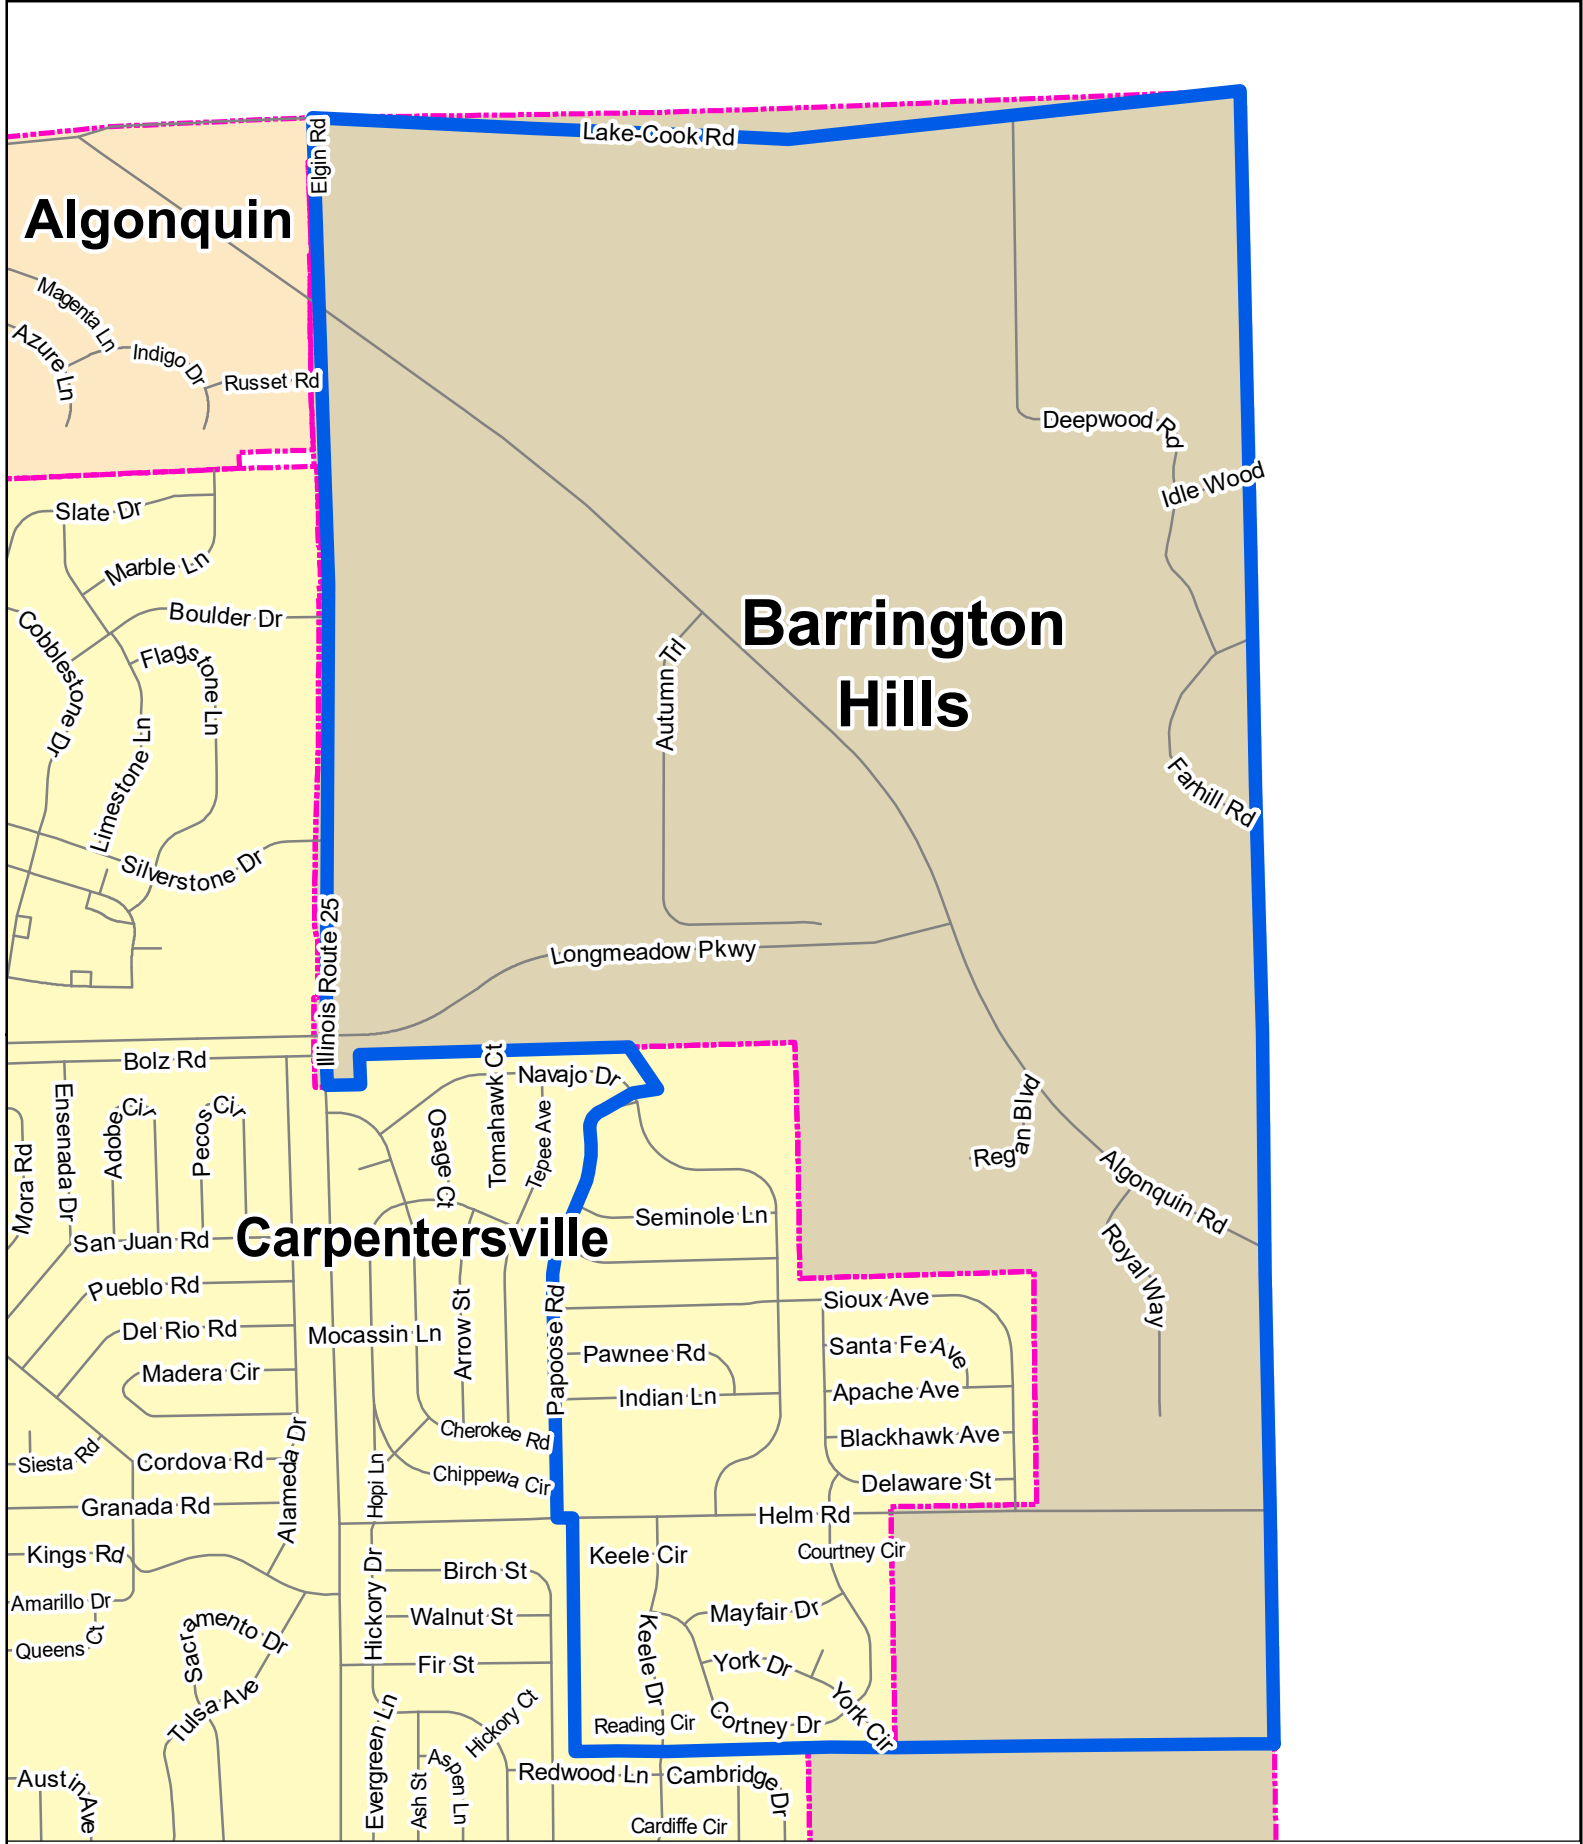 Lake-Cook Rd
Elgin Rd
Algonquin
Magenta Ln
Azure Ln
Indigo Dr
Russet Rd
Deepwood Rd
Idle Wood
Slate Dr
Marble Ln
Boulder Dr
Cobblestone Dr
Flagstone Ln
Limestone Ln
Silverstone Dr
Barrington
Hills
Autumn Trl
Farhill Rd
Illinois Route 25
Longmeadow Pkwy
Bolz Rd
Navajo Dr
Tomahawk Ct
Tepee Ave
Osage Ct
Ensenada Dr
Adobe Cir
Pecos Cir
Mora Rd
Regan Blvd
Algonquin Rd
Royal Way
Carpentersville
San Juan Rd
Seminole Ln
Pueblo Rd
Sioux Ave
Del Rio Rd
Mocassin Ln
Arrow St
Papoose Rd
Pawnee Rd
Santa Fe Ave
Madera Cir
Indian Ln
Apache Ave
Cherokee Rd
Blackhawk Ave
Alameda Dr
Siesta Rd
Cordova Rd
Hopi Ln
Chippewa Cir
Delaware St
Granada Rd
Helm Rd
Kings Rd
Keele Cir
Courtney Cir
Birch St
Hickory Dr
Amarillo Dr
Walnut St
Mayfair Dr
Sacramento Dr
Queens Ct
Fir St
Keele Dr
York Dr
Tulsa Ave
Evergreen Ln
Hickory Ct
Reading Cir
Cortney Dr
York Cir
Austin Ave
Ash St
Aspen Ln
Redwood Ln
Cambridge Dr
Cardiffe Cir